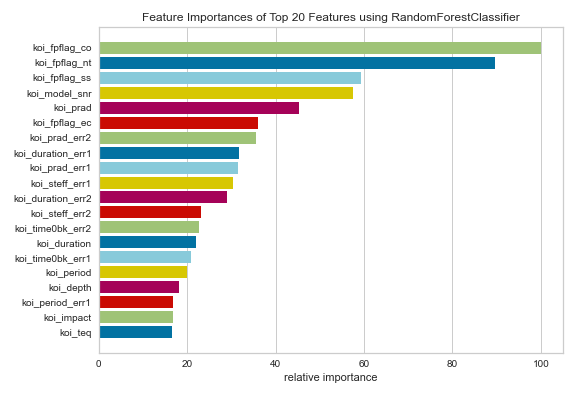 Feature Importances of Top 20 Features using RandomForestClassifier
koi_fpflag_co
koi_fpflag_nt
koi_fpflag_ss
koi_model_snr
koi_prad
koi_fpflag_ec
koi_prad_err2
koi_duration_err1
koi_prad_err1
koi_steff_err1
koi_duration_err2
koi_steff_err2
koi_time0bk_err2
koi_duration
koi_time0bk_err1
koi_period
koi_depth
koi_period_err1
koi_impact
koi_teq
0 20 40 60 80 100
relative importance